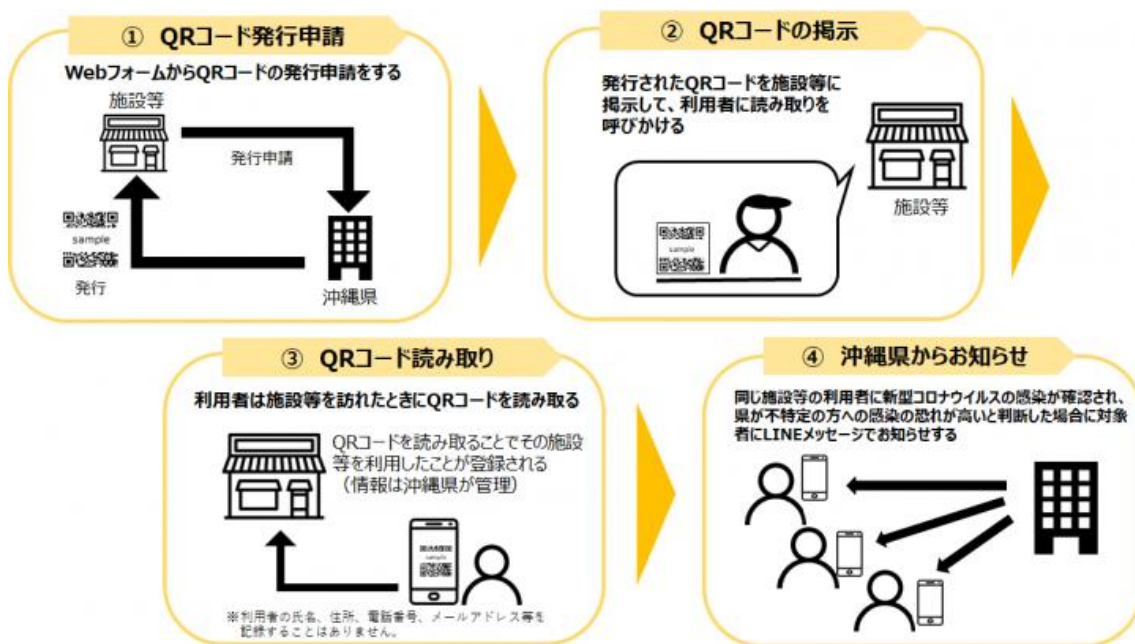 ① QRコード発行申請
WebフォームからQRコードの発行申請をする
施設等
発行申請
sample
発行
沖縄県
② QRコードの掲示
発行されたQRコードを施設等に
掲示して、利用者に読み取りを
呼びかける
sample
施設等
③ QRコード読み取り
利用者は施設等を訪れたときにQRコードを読み取る
QRコードを読み取ることでその施設
等を利用したことが登録される
（情報は沖縄県が管理）
sample
※利用者の氏名、住所、電話番号、メールアドレス等を
記録することはありません。
④ 沖縄県からお知らせ
同じ施設等の利用者に新型コロナウイルスの感染が確認され、
県が不特定の方への感染の恐れが高いと判断した場合に対象
者にLINEメッセージでお知らせする